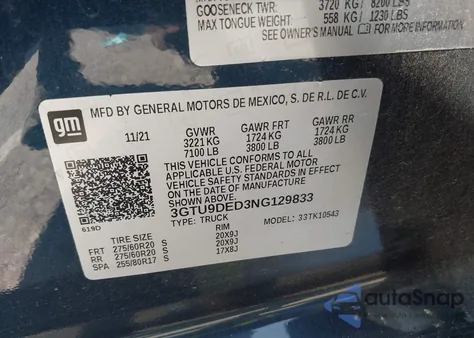 GOOSENECK TWR: 3720 KG / 8200 LBS
MAX TONGUE WEIGHT: 558 KG / 1230 LBS
SEE OWNER'S MANUAL FOR MORE INFORMATION
gm
MFD BY GENERAL MOTORS DE MEXICO, S. DE R.L. DE C.V.
11/21 GVWR GAWR FRT GAWR RR
3221 KG 1724 KG 1724 KG
7100 LB 3800 LB 3800 LB
THIS VEHICLE CONFORMS TO ALL
APPLICABLE U.S. FEDERAL MOTOR
VEHICLE SAFETY STANDARDS IN EFFECT
ON THE DATE OF MANUFACTURE
SHOWN ABOVE.
619D
3GTU9DED3NG129833
TYPE: TRUCK 33TK10543
TIRE SIZE RIM
FRT 275/60R20 S 20X9J
RR 275/60R20 S 20X9J
SPA 255/80R17 S 17X8J
autoSnap